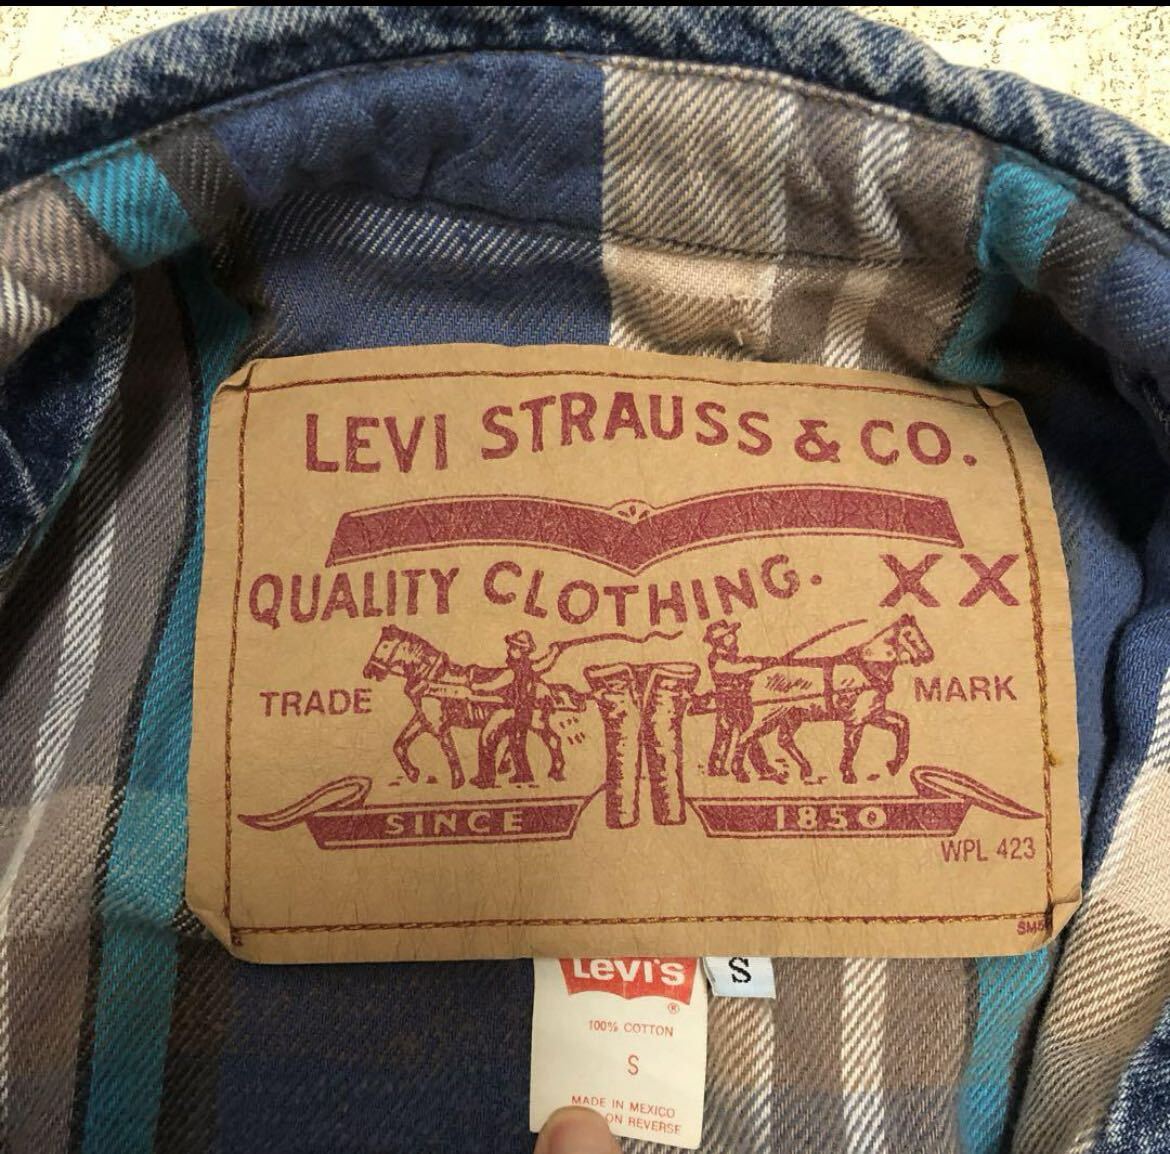 LEVI STRAUSS & CO.
QUALITY CLOTHING. XX
TRADE MARK
SINCE 1850
WPL 423
Levi's
®
S
100% COTTON
S
MADE IN MEXICO
ON REVERSE